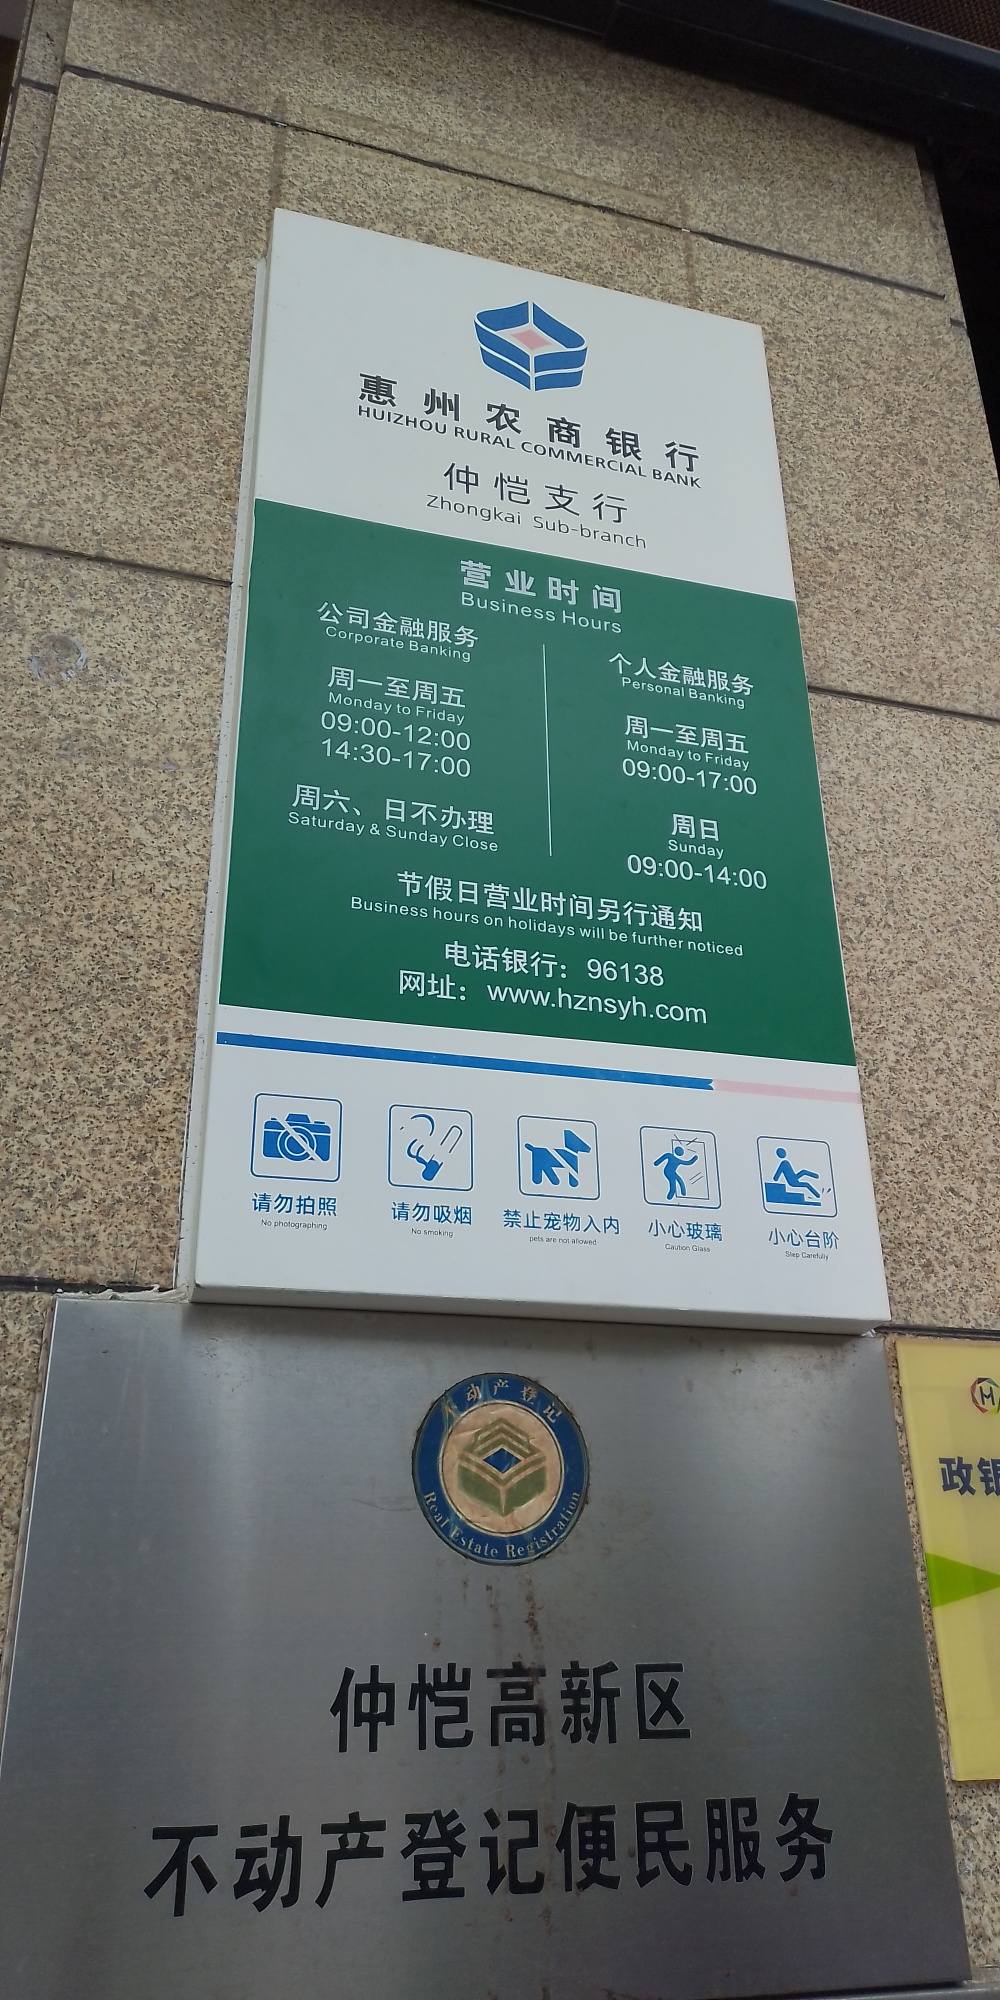 惠州农商银行
HUIZHOU RURAL COMMERCIAL BANK
仲恺支行
Zhongkai Sub-branch
营业时间
Business Hours
公司金融服务
Corporate Banking
周一至周五
Monday to Friday
09:00-12:00
14:30-17:00
周六、日不办理
Saturday & Sunday Close
个人金融服务
Personal Banking
周一至周五
Monday to Friday
09:00-17:00
周日
Sunday
09:00-14:00
节假日营业时间另行通知
Business hours on holidays will be further noticed
电话银行：96138
网址：www.hznsyh.com
请勿拍照
No photographing
请勿吸烟
No smoking
禁止宠物入内
pets are not allowed
小心玻璃
Caution Glass
小心台阶
Step Carefully
不动产登记
Real Estate Registration
仲恺高新区
不动产登记便民服务
H
政银